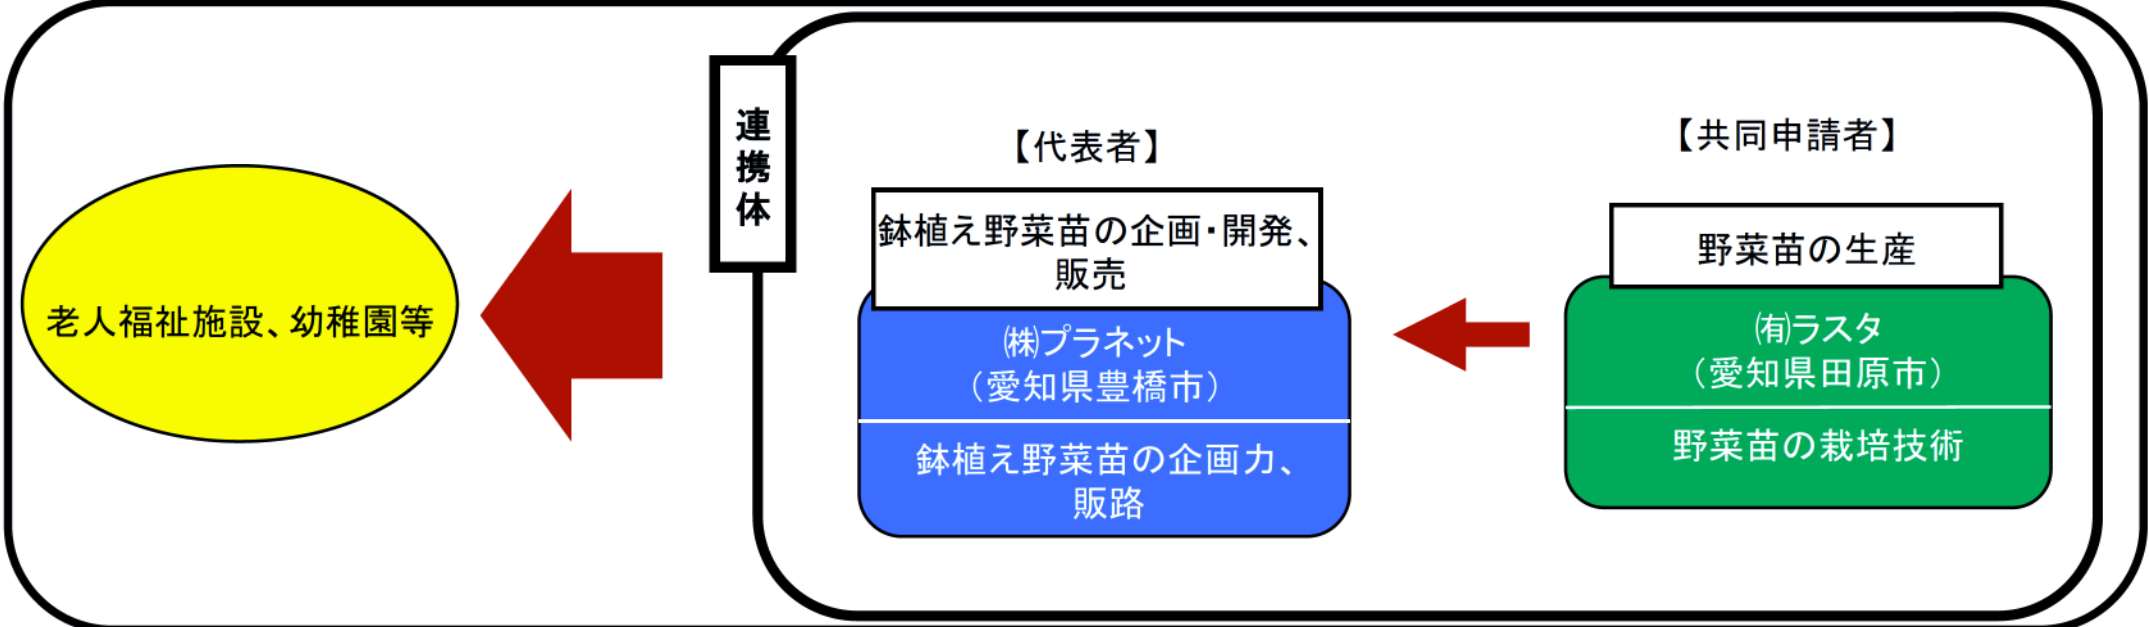 連携体
【代表者】
鉢植え野菜苗の企画・開発、
販売
㈱プラネット
（愛知県豊橋市）
鉢植え野菜苗の企画力、
販路
【共同申請者】
野菜苗の生産
㈲ラスタ
（愛知県田原市）
野菜苗の栽培技術
老人福祉施設、幼稚園等